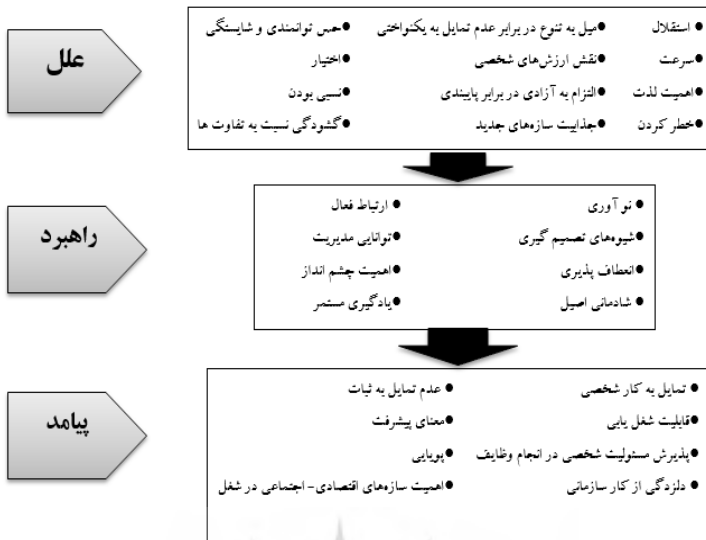 علل
● استقلال ●میل به تنوع در برابر عدم تمایل به یکنواختی ●حس توانمندی و شایستگی
●سرعت ●نقش ارزش‌های شخصی ●اختیار
●اهمیت لذت ●التزام به آزادی در برابر پایبندی ●نسبی بودن
●خطر کردن ●جذابیت سازه‌های جدید ●گشودگی نسبت به تفاوت ها
راهبرد
● نو آوری ● ارتباط فعال
●شیوه‌های تصمیم گیری ●توانایی مدیریت
●انعطاف پذیری ●اهمیت چشم انداز
● شادمانی اصیل ●یادگیری مستمر
پیامد
● تمایل به کار شخصی ● عدم تمایل به ثبات
●قابلیت شغل یابی ●معنای پیشرفت
●پذیرش مسئولیت شخصی در انجام وظایف ●پویایی
● دلزدگی از کار سازمانی ●اهمیت سازه‌های اقتصادی- اجتماعی در شغل